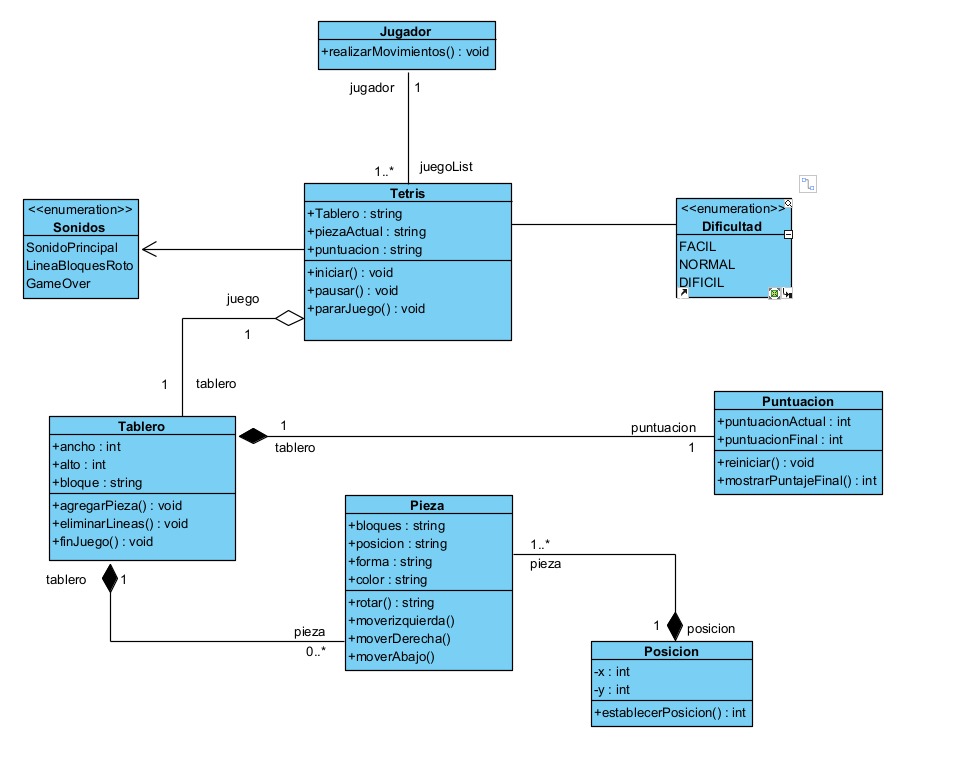 Jugador
+realizarMovimientos() : void
jugador
1
1..*
juegoList
Tetris
+Tablero : string
+piezaActual : string
+puntuacion : string
+iniciar() : void
+pausar() : void
+pararJuego() : void
<<enumeration>>
Sonidos
SonidoPrincipal
LineaBloquesRoto
GameOver
<<enumeration>>
Dificultad
FACIL
NORMAL
DIFICIL
juego
1
1
tablero
Tablero
+ancho : int
+alto : int
+bloque : string
+agregarPieza() : void
+eliminarLineas() : void
+finJuego() : void
1
tablero
puntuacion
1
Puntuacion
+puntuacionActual : int
+puntuacionFinal : int
+reiniciar() : void
+mostrarPuntajeFinal() : int
Pieza
+bloques : string
+posicion : string
+forma : string
+color : string
+rotar() : string
+moverizquierda()
+moverDerecha()
+moverAbajo()
1..*
pieza
tablero
1
pieza
0..*
1
posicion
Posicion
-x : int
-y : int
+establecerPosicion() : int